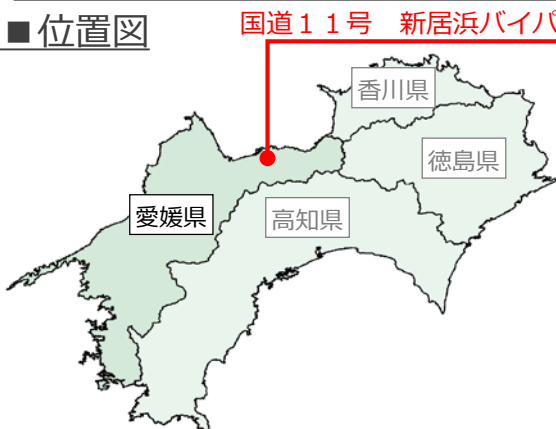 ■位置図
国道１１号　新居浜バイパ
香川県
徳島県
愛媛県
高知県